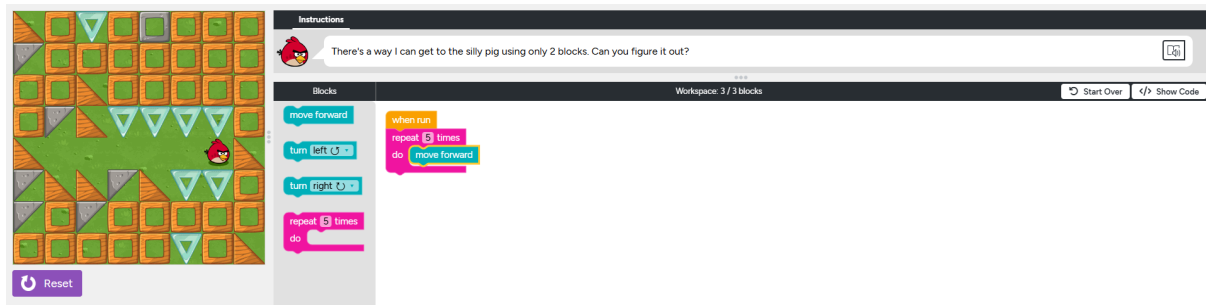 Instructions
There's a way I can get to the silly pig using only 2 blocks. Can you figure it out?
Blocks
Workspace: 3 / 3 blocks
Start Over
</> Show Code
move forward
turn left
turn right
repeat 5 times
do
when run
repeat 5 times
do move forward
Reset